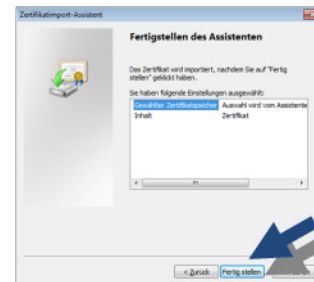 Zertifikatimport-Assistent
Fertigstellen des Assistenten
Das Zertifikat wird importiert, nachdem Sie auf "Fertig
stellen" geklickt haben.
Sie haben folgende Einstellungen ausgewählt:
Gewählter Zertifikatspeicher Auswahl wird vom Assistente
Inhalt Zertifikat
< Zurück Fertig stellen